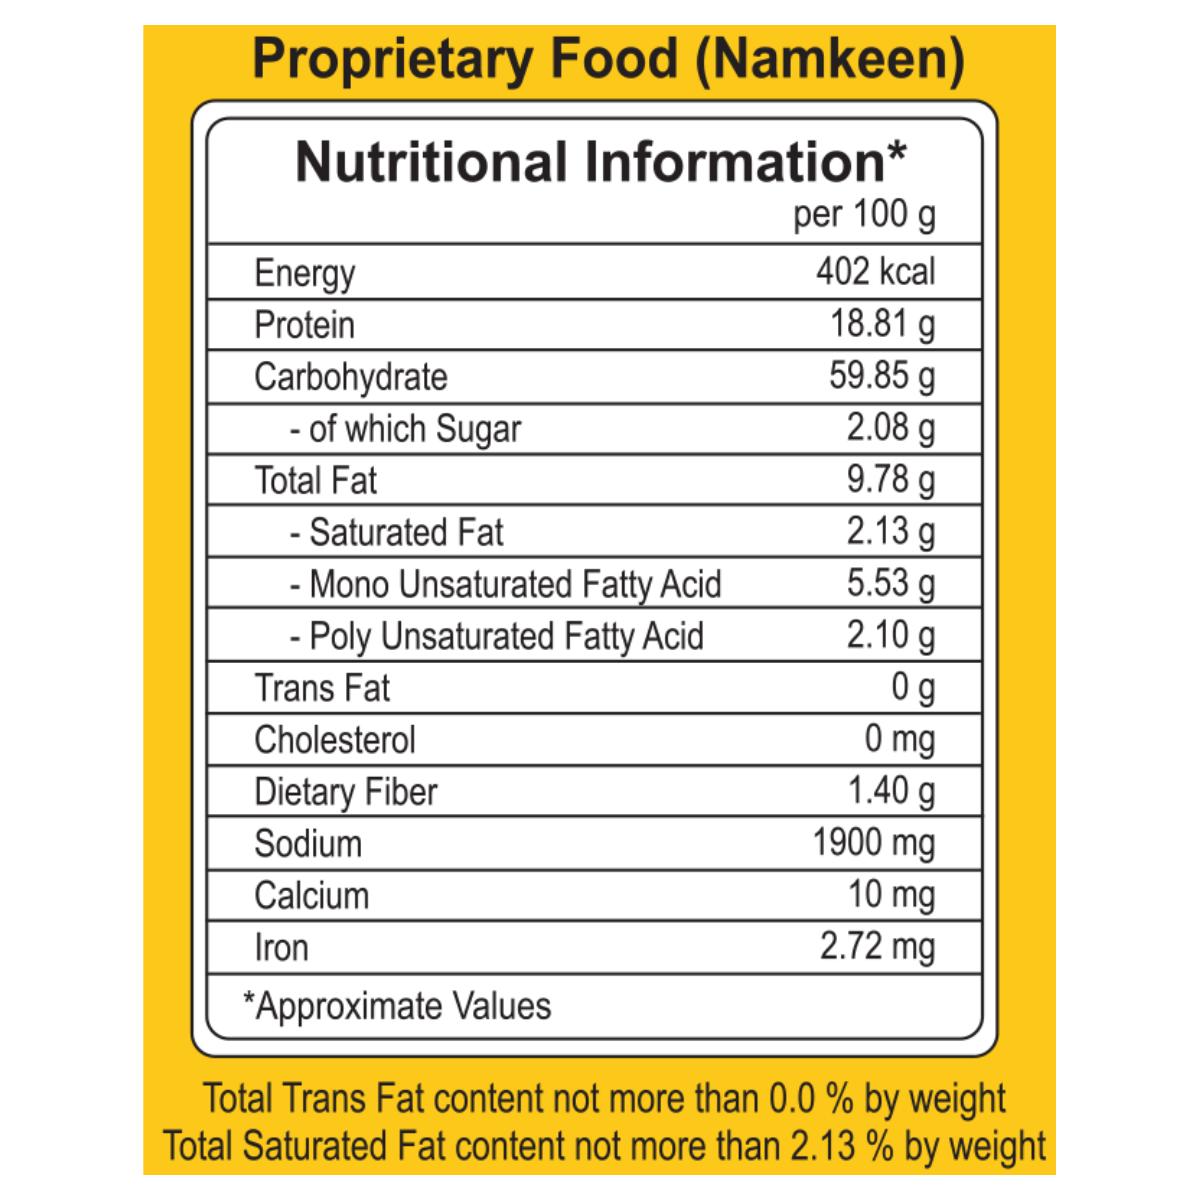 Proprietary Food (Namkeen)
Nutritional Information*
per 100 g
Energy 402 kcal
Protein 18.81 g
Carbohydrate 59.85 g
- of which Sugar 2.08 g
Total Fat 9.78 g
- Saturated Fat 2.13 g
- Mono Unsaturated Fatty Acid 5.53 g
- Poly Unsaturated Fatty Acid 2.10 g
Trans Fat 0 g
Cholesterol 0 mg
Dietary Fiber 1.40 g
Sodium 1900 mg
Calcium 10 mg
Iron 2.72 mg
*Approximate Values
Total Trans Fat content not more than 0.0 % by weight
Total Saturated Fat content not more than 2.13 % by weight